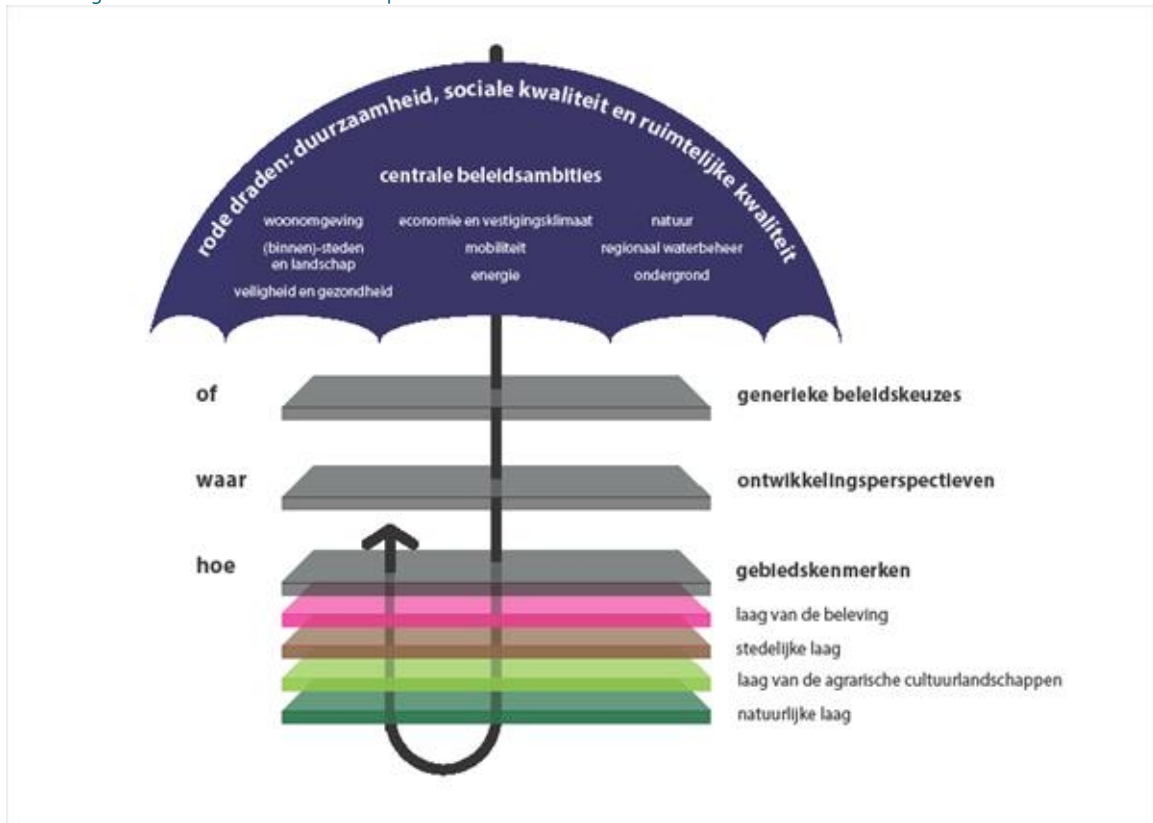 rode draden: duurzaamheid, sociale kwaliteit en ruimtelijke kwaliteit
centrale beleidsambities
woonomgeving
(binnen)-steden
en landschap
veiligheid en gezondheid
economie en vestigingsklimaat
mobiliteit
energie
natuur
regionaal waterbeheer
ondergrond
of
generieke beleidskeuzes
waar
ontwikkelingsperspectieven
hoe
gebiedskenmerken
laag van de beleving
stedelijke laag
laag van de agrarische cultuurlandschappen
natuurlijke laag